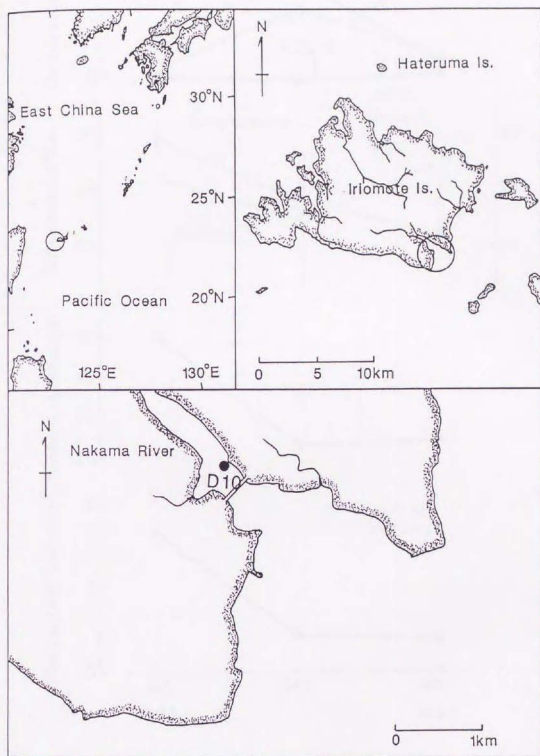 East China Sea
Pacific Ocean
30°N
25°N
20°N
125°E
130°E
N
Hateruma Is.
Iriomote Is.
0 5 10km
N
Nakama River
D10
0 1km